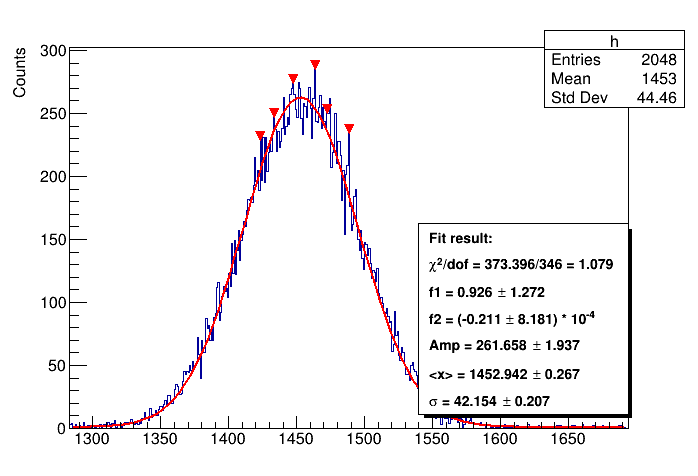 h
Entries 2048
Mean 1453
Std Dev 44.46
Counts
300
250
200
150
100
50
0
1300 1350 1400 1450 1500 1550 1600 1650
Fit result:
χ²/dof = 373.396/346 = 1.079
f1 = 0.926 ± 1.272
f2 = (-0.211 ± 8.181) * 10⁻⁴
Amp = 261.658 ± 1.937
<x> = 1452.942 ± 0.267
σ = 42.154 ± 0.207